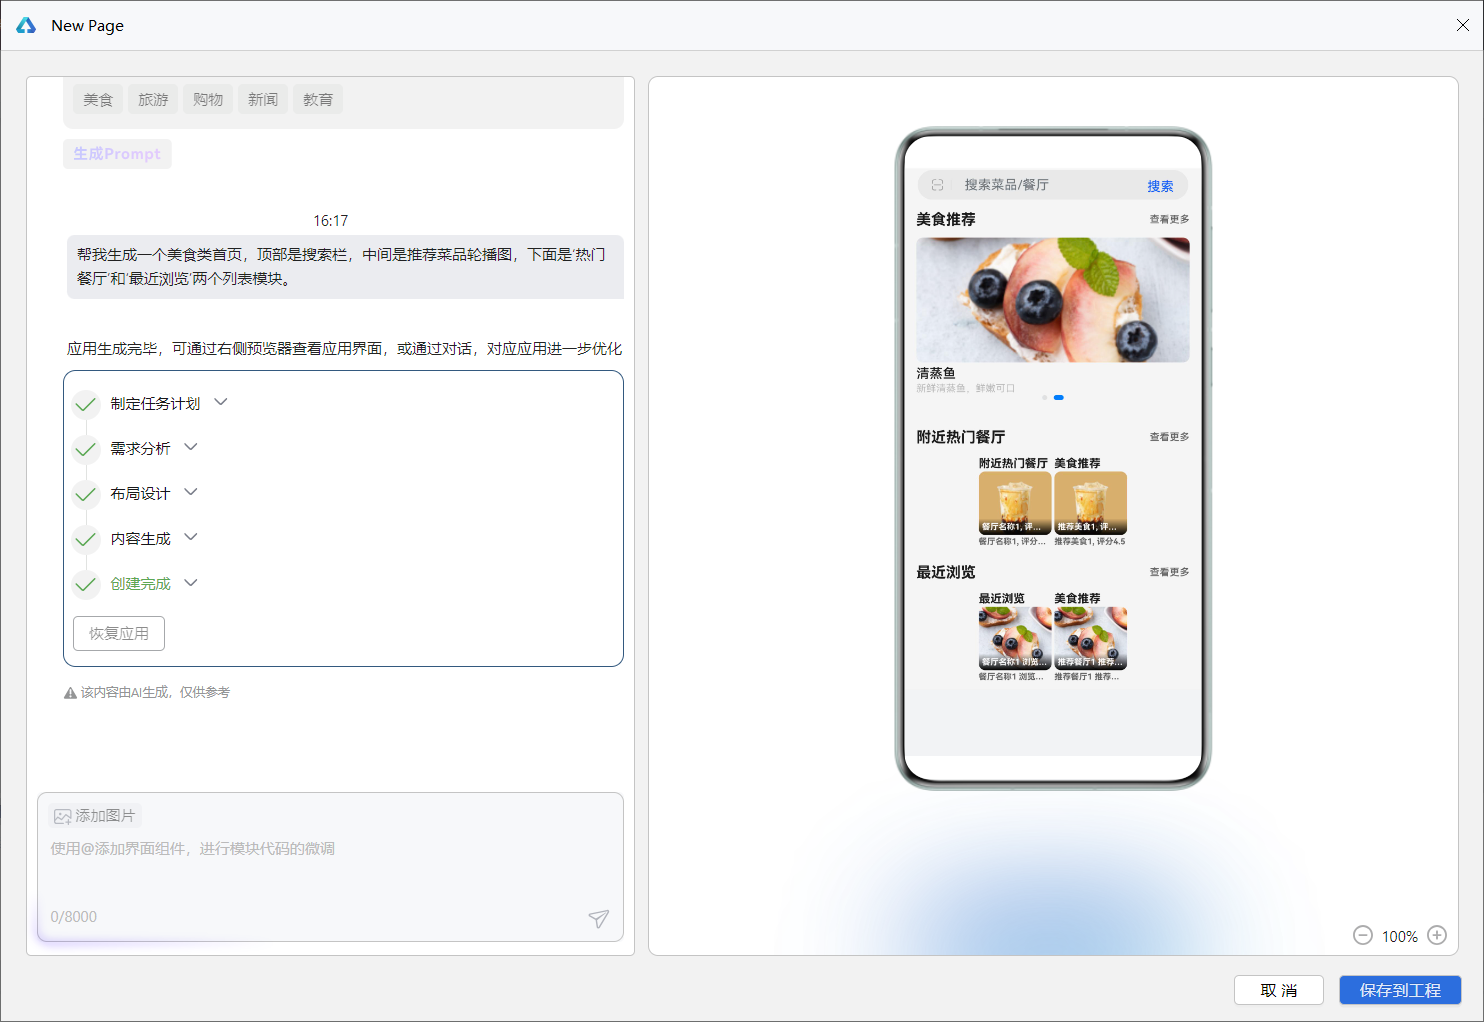 New Page
美食 旅游 购物 新闻 教育
生成Prompt
16:17
帮我生成一个美食类首页，顶部是搜索栏，中间是推荐菜品轮播图，下面是'热门
餐厅'和'最近浏览'两个列表模块。
应用生成完毕，可通过右侧预览器查看应用界面，或通过对话，对应应用进一步优化
制定任务计划
需求分析
布局设计
内容生成
创建完成
恢复应用
该内容由AI生成，仅供参考
添加图片
使用@添加界面组件，进行模块代码的微调
0/8000
搜索菜品/餐厅 搜索
美食推荐 查看更多
清蒸鱼
新鲜清蒸鱼，鲜嫩可口
附近热门餐厅 查看更多
附近热门餐厅 美食推荐
餐厅名称1, 评... 推荐美食1, 评...
餐厅名称1, 评分... 推荐美食1, 评分4.5
最近浏览 查看更多
最近浏览 美食推荐
餐厅名称1 浏览... 推荐餐厅1 推荐...
餐厅名称1 浏览... 推荐餐厅1 推荐...
100%
取 消 保存到工程